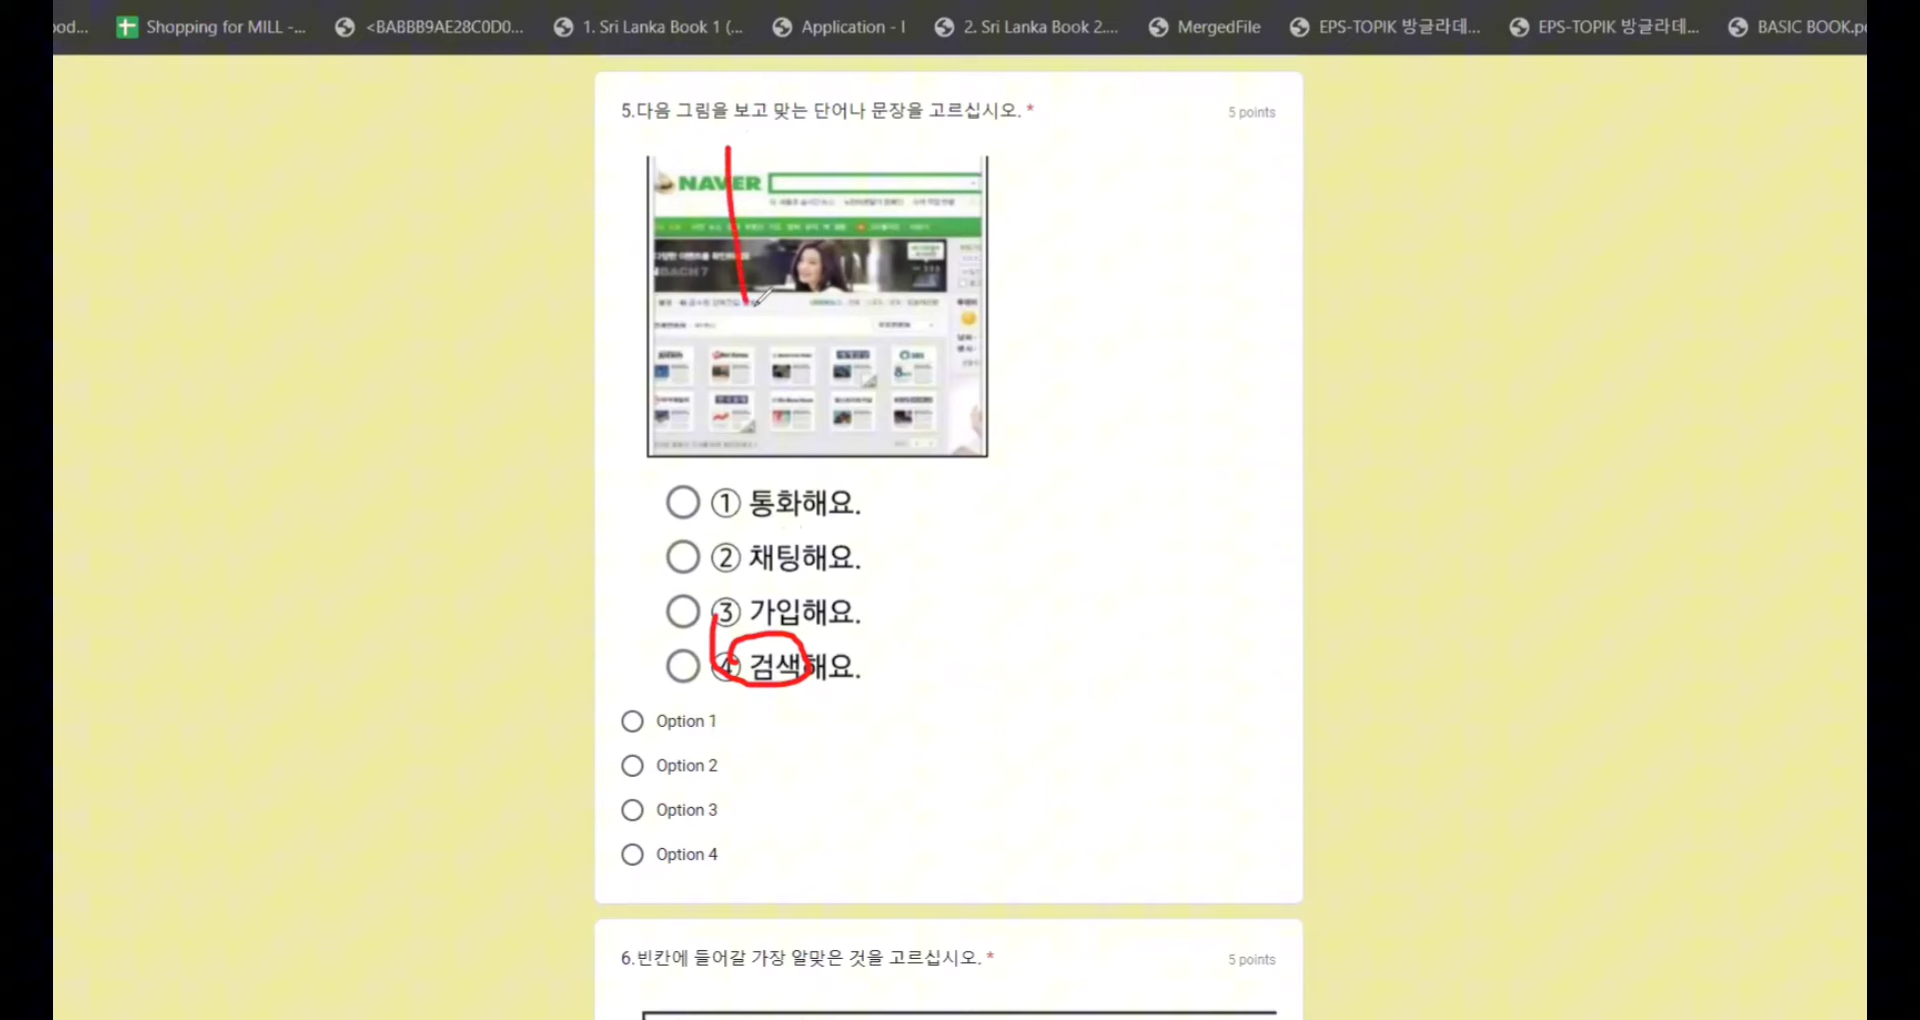 ood...
Shopping for MILL -...
<BABBB9AE28C0D0...
1. Sri Lanka Book 1 (...
Application - I
2. Sri Lanka Book 2....
MergedFile
EPS-TOPIK 방글라데...
EPS-TOPIK 방글라데...
BASIC BOOK.p
5.다음 그림을 보고 맞는 단어나 문장을 고르십시오. *
5 points
NAVER
① 통화해요.
② 채팅해요.
③ 가입해요.
④ 검색해요.
Option 1
Option 2
Option 3
Option 4
6.빈칸에 들어갈 가장 알맞은 것을 고르십시오. *
5 points